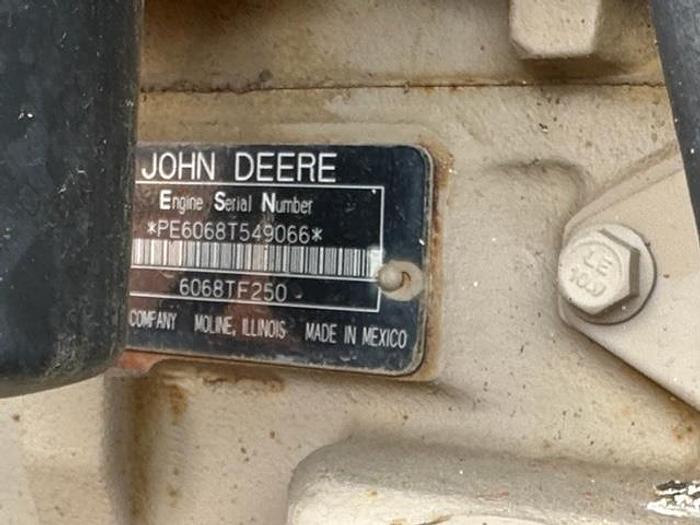 JOHN DEERE
Engine Serial Number
*PE6068T549066*
6068TF250
COMPANY MOLINE, ILLINOIS MADE IN MEXICO
LE
10.9